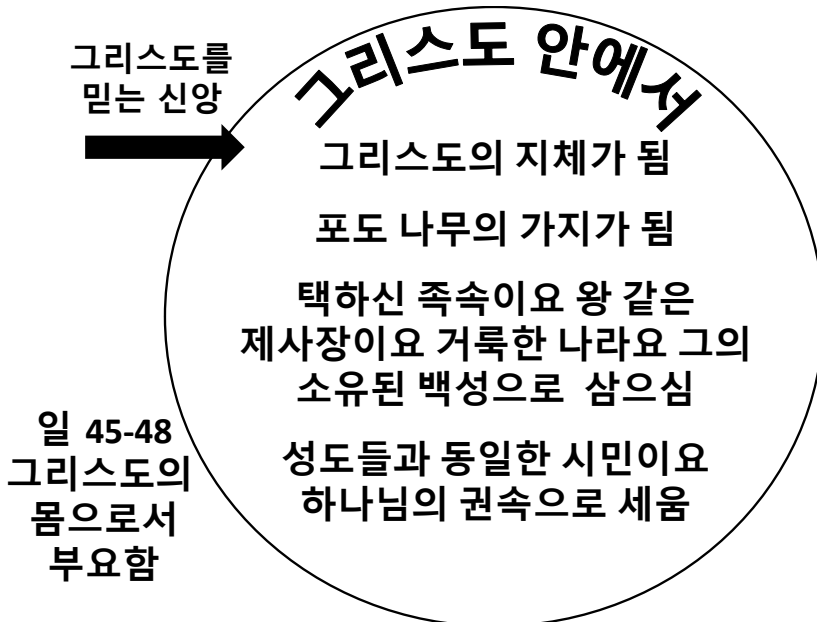 그리스도를
믿는 신앙
그리스도 안에서
그리스도의 지체가 됨
포도 나무의 가지가 됨
택하신 족속이요 왕 같은
제사장이요 거룩한 나라요 그의
소유된 백성으로 삼으심
성도들과 동일한 시민이요
하나님의 권속으로 세움
일 45-48
그리스도의
몸으로서
부요함